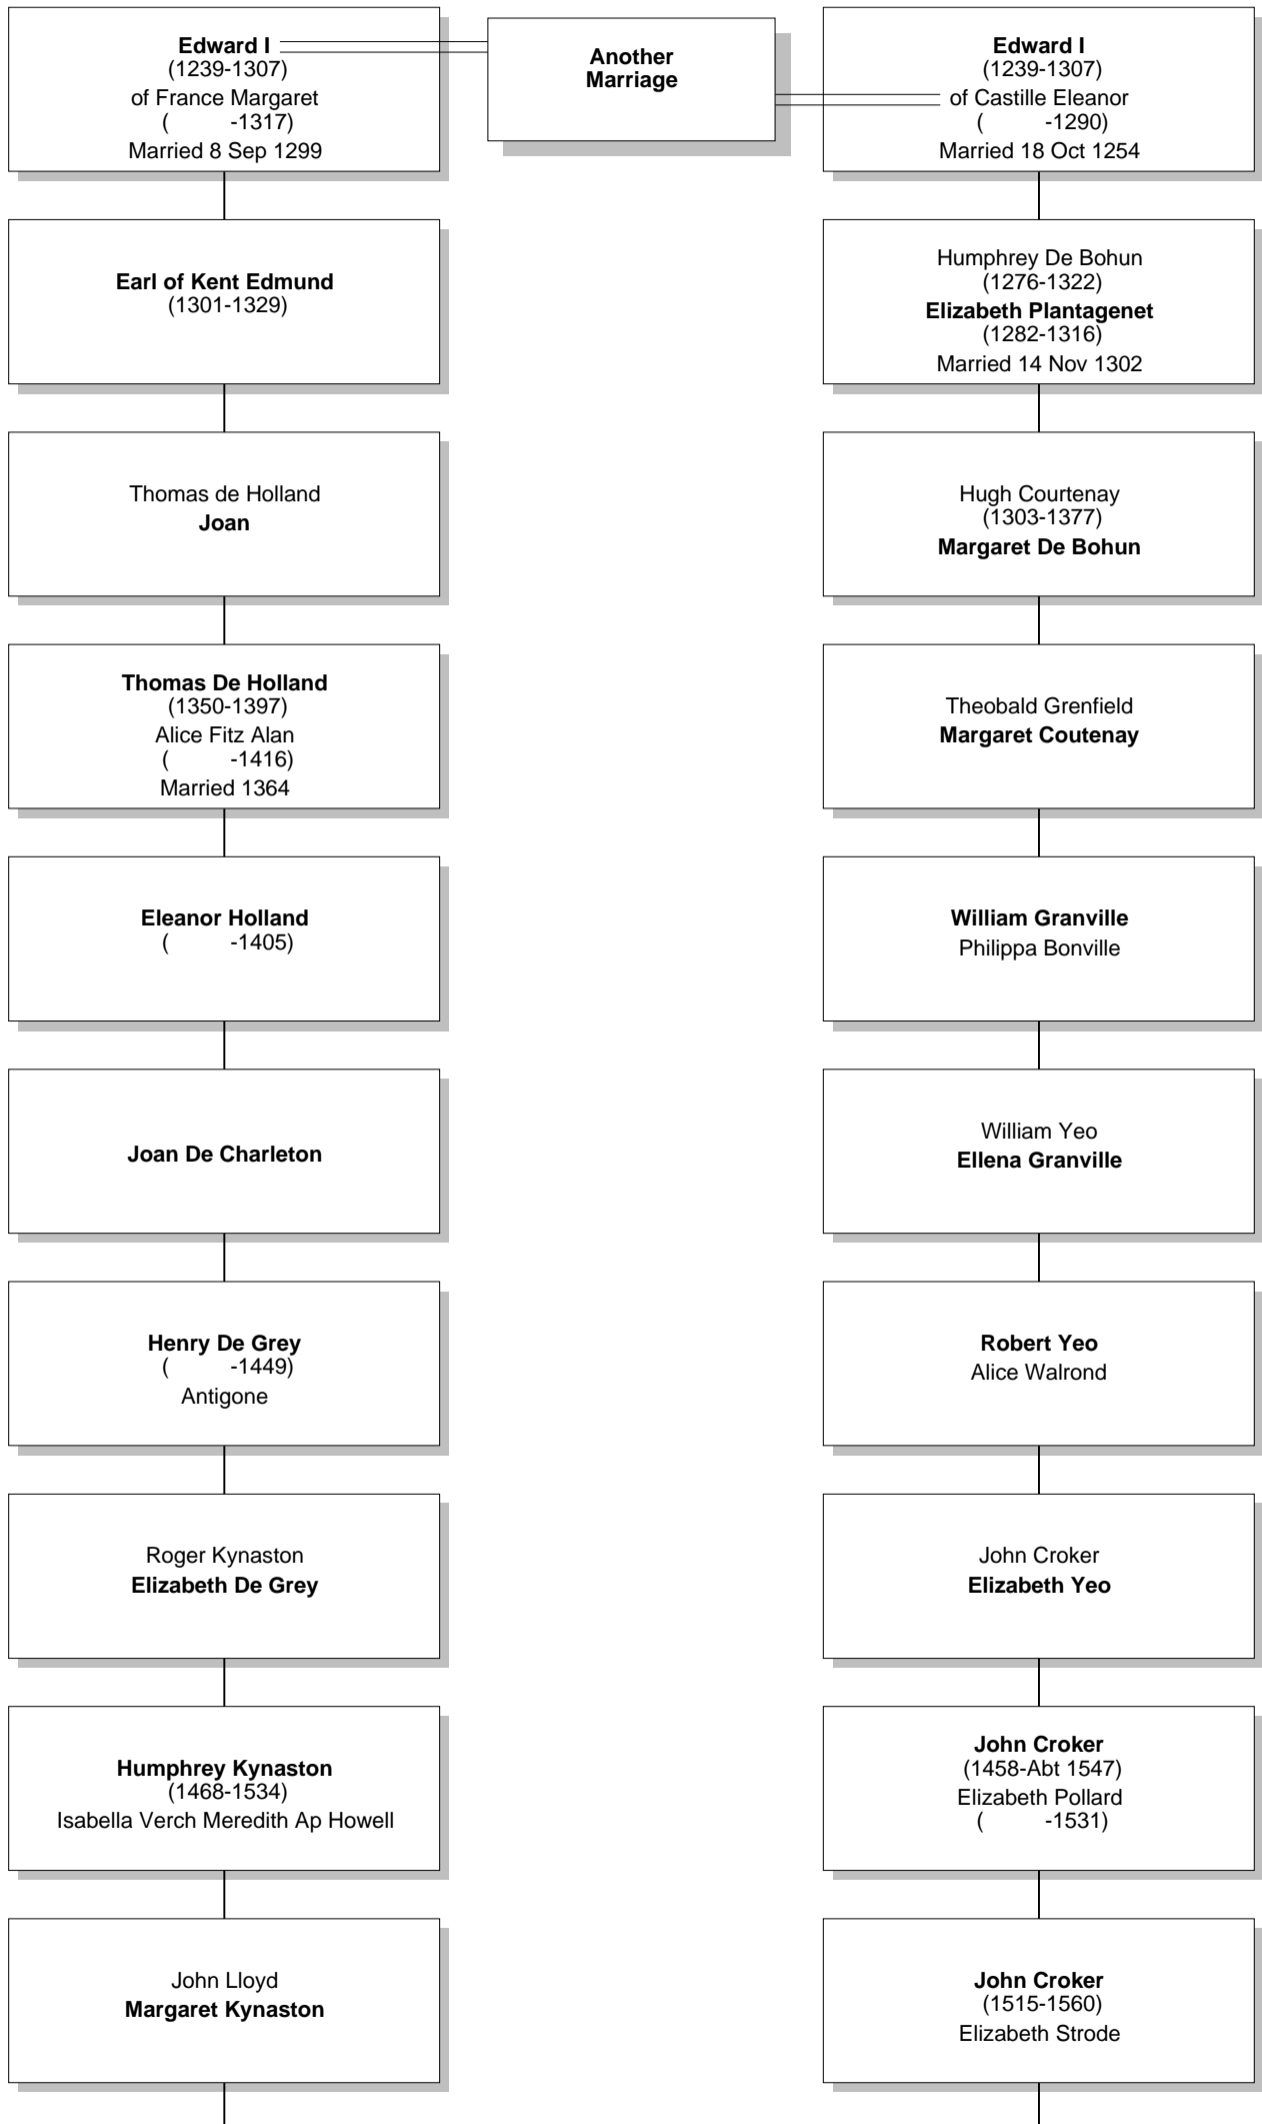 Edward I
(1239-1307)
of France Margaret
( -1317)
Married 8 Sep 1299
Another
Marriage
Edward I
(1239-1307)
of Castille Eleanor
( -1290)
Married 18 Oct 1254
Earl of Kent Edmund
(1301-1329)
Humphrey De Bohun
(1276-1322)
Elizabeth Plantagenet
(1282-1316)
Married 14 Nov 1302
Thomas de Holland
Joan
Hugh Courtenay
(1303-1377)
Margaret De Bohun
Thomas De Holland
(1350-1397)
Alice Fitz Alan
( -1416)
Married 1364
Theobald Grenfield
Margaret Coutenay
Eleanor Holland
( -1405)
William Granville
Philippa Bonville
Joan De Charleton
William Yeo
Ellena Granville
Henry De Grey
( -1449)
Antigone
Robert Yeo
Alice Walrond
Roger Kynaston
Elizabeth De Grey
John Croker
Elizabeth Yeo
Humphrey Kynaston
(1468-1534)
Isabella Verch Meredith Ap Howell
John Croker
(1458-Abt 1547)
Elizabeth Pollard
( -1531)
John Lloyd
Margaret Kynaston
John Croker
(1515-1560)
Elizabeth Strode